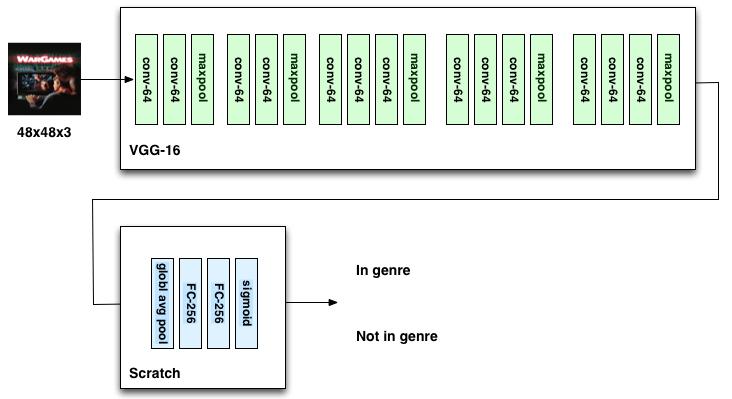 WARGAMES
48x48x3
conv-64
conv-64
maxpool
conv-64
conv-64
maxpool
conv-64
conv-64
conv-64
maxpool
conv-64
conv-64
conv-64
maxpool
conv-64
conv-64
conv-64
maxpool
VGG-16
globl avg pool
FC-256
FC-256
sigmoid
In genre
Not in genre
Scratch